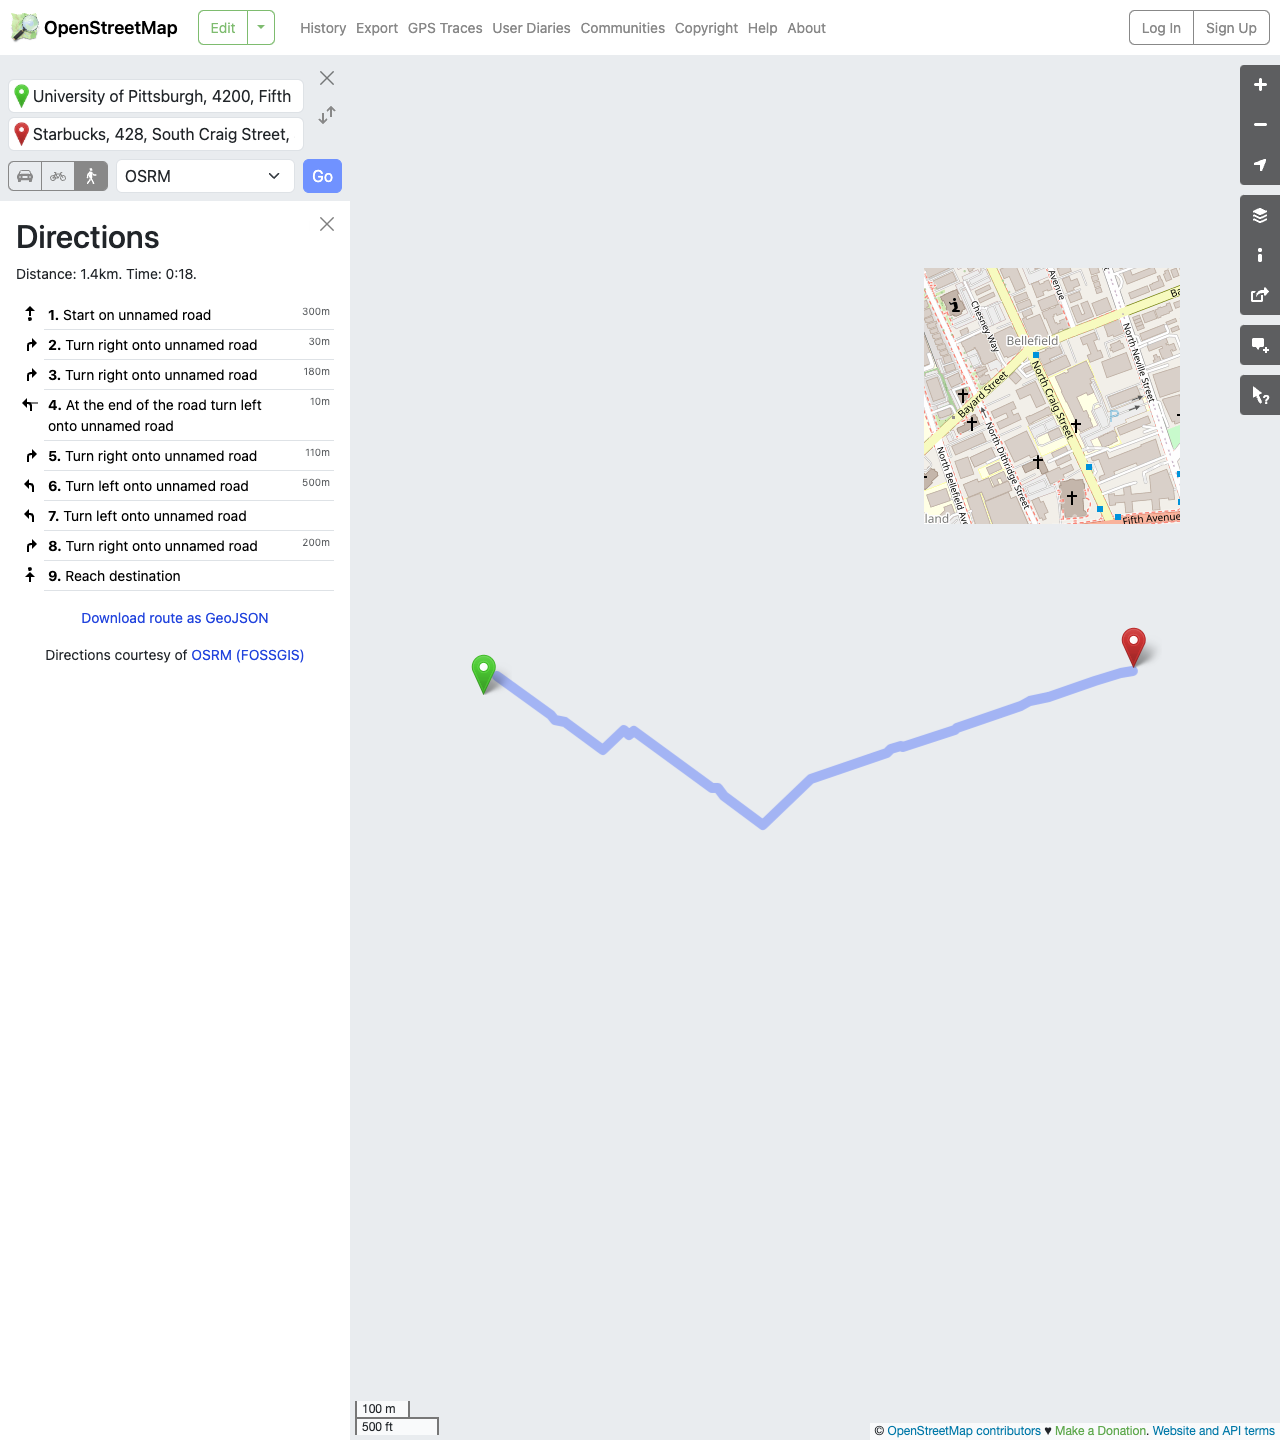 OpenStreetMap
Edit
History Export GPS Traces User Diaries Communities Copyright Help About
Log In Sign Up
University of Pittsburgh, 4200, Fifth
Starbucks, 428, South Craig Street,
OSRM
Go
Directions
Distance: 1.4km. Time: 0:18.
1. Start on unnamed road 300m
2. Turn right onto unnamed road 30m
3. Turn right onto unnamed road 180m
4. At the end of the road turn left 10m
onto unnamed road
5. Turn right onto unnamed road 110m
6. Turn left onto unnamed road 500m
7. Turn left onto unnamed road
8. Turn right onto unnamed road 200m
9. Reach destination
Download route as GeoJSON
Directions courtesy of OSRM (FOSSGIS)
Avenue
Ba
Chesney Way
Bellefield
North Neville Street
Bayard Street
North Craig Street
P
North Dithridge Street
North Bellefield Av
land
Fifth Avenue
100 m
500 ft
© OpenStreetMap contributors ♥ Make a Donation. Website and API terms